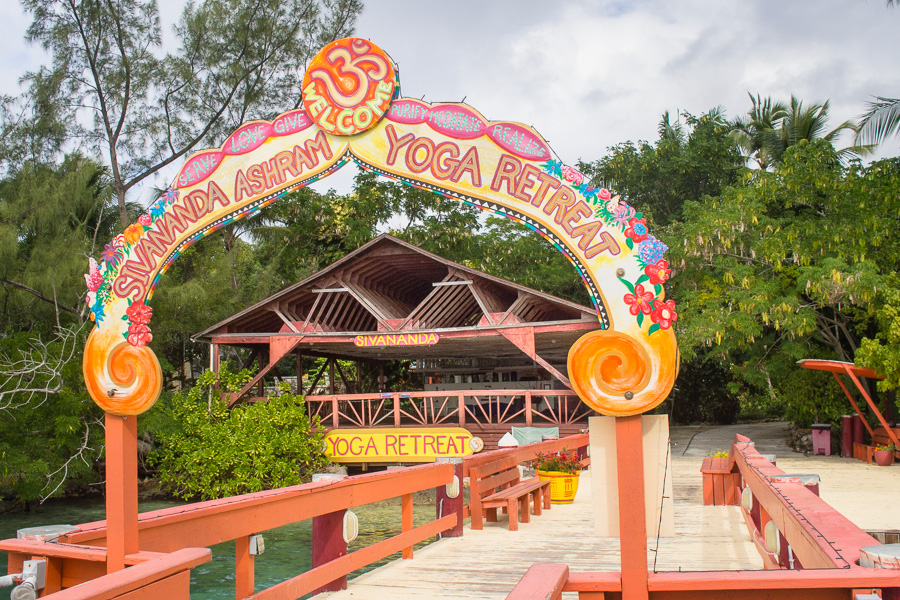 ॐ
WELCOME
SERVE LOVE GIVE
PURIFY MEDITATE REALIZE
SIVANANDA ASHRAM
YOGA RETREAT
SIVANANDA
YOGA RETREAT